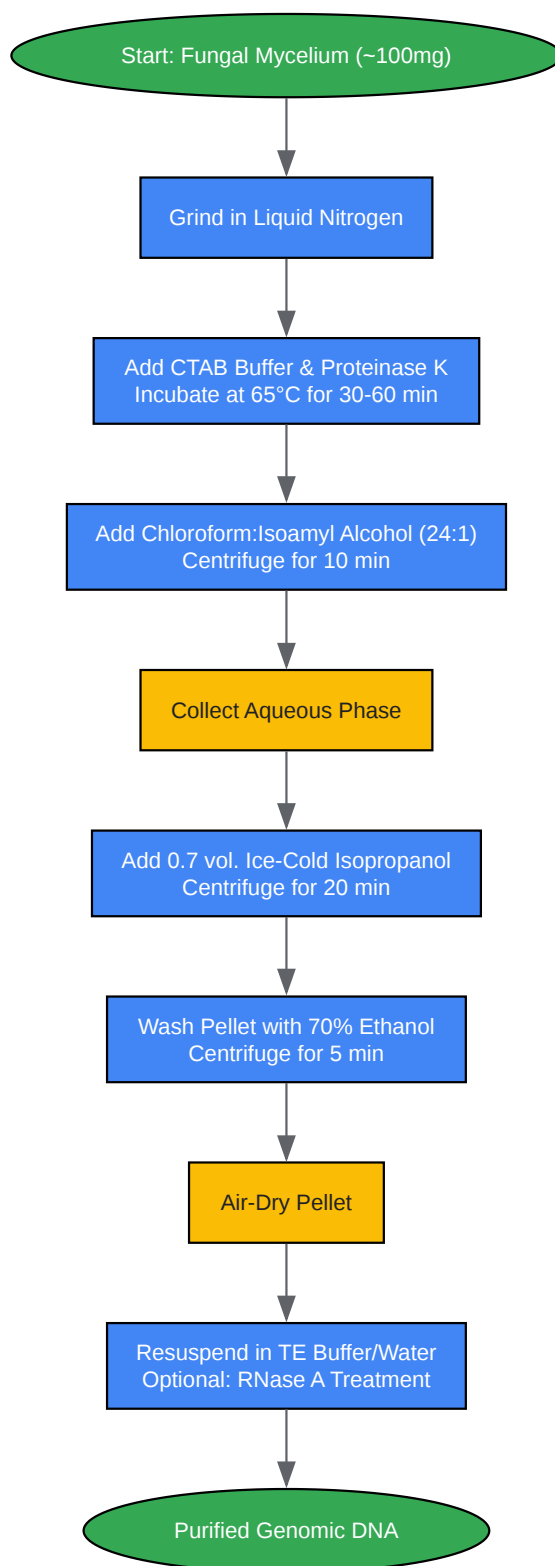 Start: Fungal Mycelium (~100mg)
Grind in Liquid Nitrogen
Add CTAB Buffer & Proteinase K
Incubate at 65°C for 30-60 min
Add Chloroform:Isoamyl Alcohol (24:1)
Centrifuge for 10 min
Collect Aqueous Phase
Add 0.7 vol. Ice-Cold Isopropanol
Centrifuge for 20 min
Wash Pellet with 70% Ethanol
Centrifuge for 5 min
Air-Dry Pellet
Resuspend in TE Buffer/Water
Optional: RNase A Treatment
Purified Genomic DNA